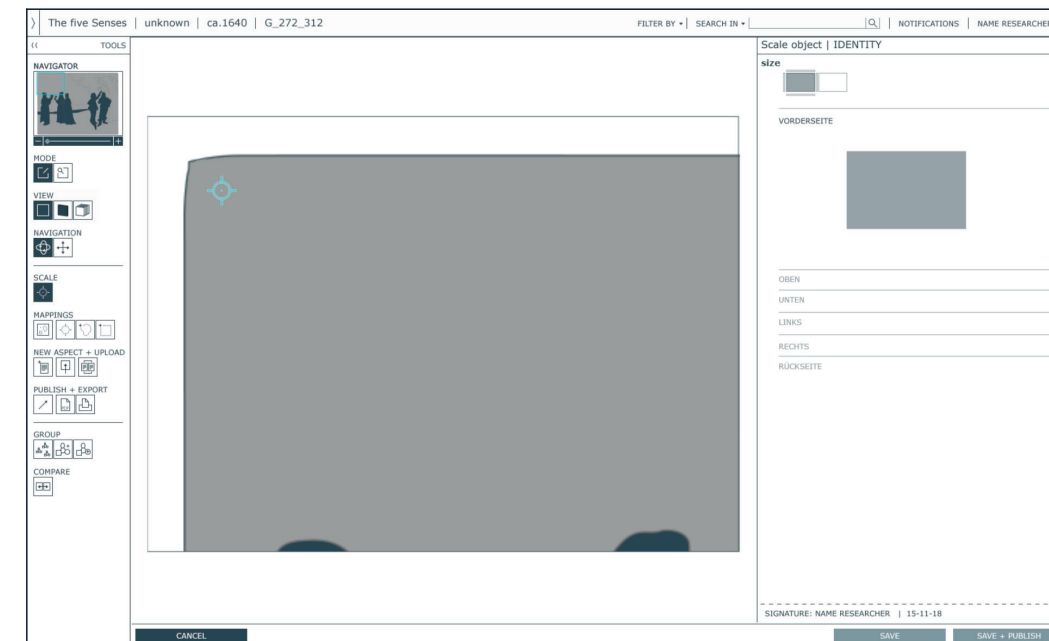 The five Senses | unknown | ca.1640 | G_272_312
FILTER BY ▾ | SEARCH IN ▾ | NOTIFICATIONS | NAME RESEARCHER
TOOLS
NAVIGATOR
MODE
VIEW
NAVIGATION
SCALE
MAPPINGS
NEW ASPECT + UPLOAD
PUBLISH + EXPORT
GROUP
COMPARE
CANCEL
Scale object | IDENTITY
size
VORDERSEITE
OBEN
UNTEN
LINKS
RECHTS
RÜCKSEITE
SIGNATURE: NAME RESEARCHER | 15-11-18
SAVE
SAVE + PUBLISH